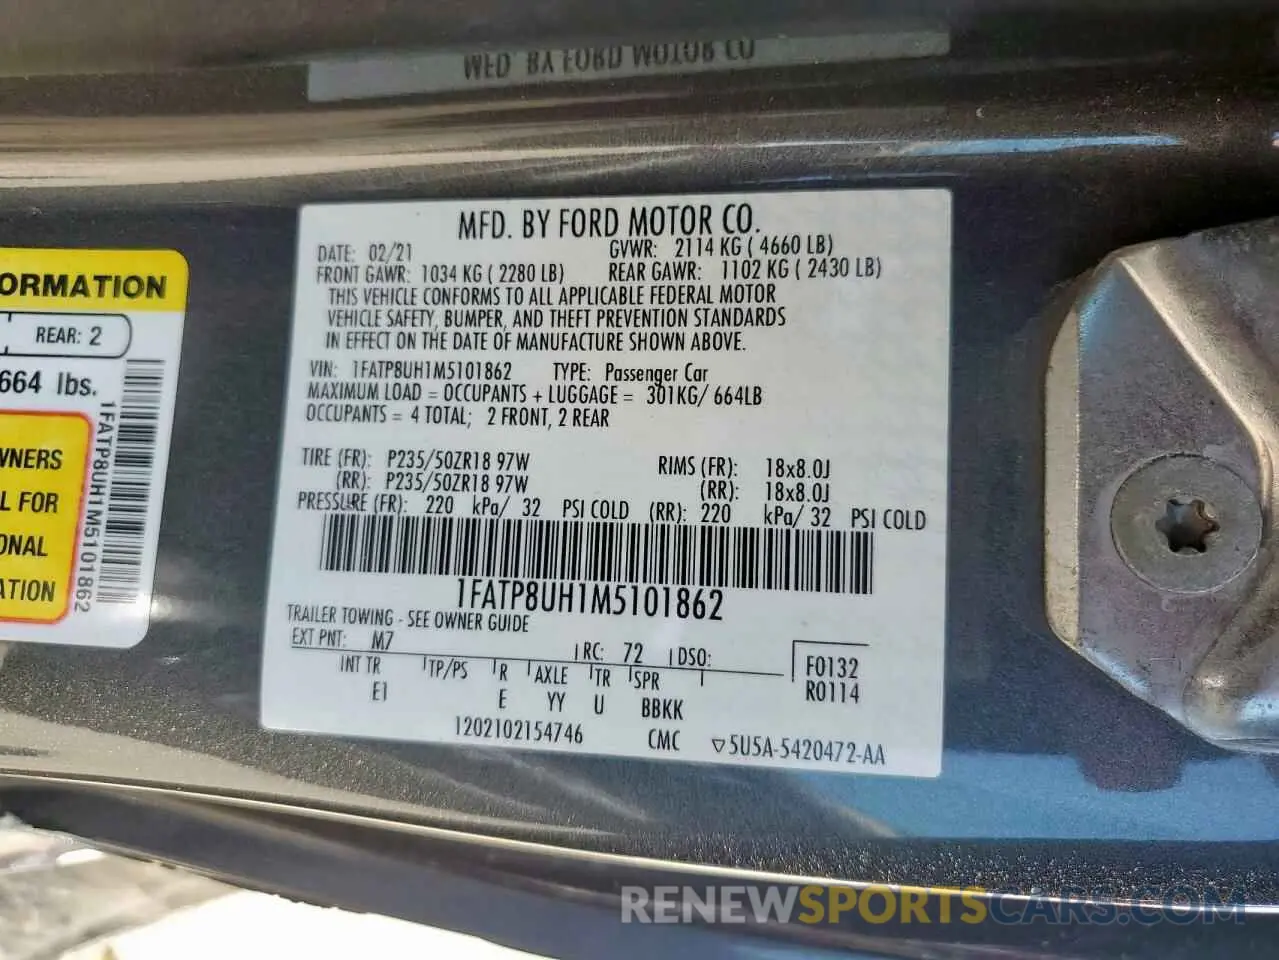 MFD. BY FORD MOTOR CO.
DATE: 02/21 GVWR: 2114 KG ( 4660 LB)
FRONT GAWR: 1034 KG ( 2280 LB) REAR GAWR: 1102 KG ( 2430 LB)
THIS VEHICLE CONFORMS TO ALL APPLICABLE FEDERAL MOTOR
VEHICLE SAFETY, BUMPER, AND THEFT PREVENTION STANDARDS
IN EFFECT ON THE DATE OF MANUFACTURE SHOWN ABOVE.
VIN: 1FATP8UH1M5101862 TYPE: Passenger Car
MAXIMUM LOAD = OCCUPANTS + LUGGAGE = 301KG/ 664LB
OCCUPANTS = 4 TOTAL; 2 FRONT, 2 REAR
TIRE (FR): P235/50ZR18 97W RIMS (FR): 18x8.0J
(RR): P235/50ZR18 97W (RR): 18x8.0J
PRESSURE (FR): 220 kPa/ 32 PSI COLD (RR): 220 kPa/ 32 PSI COLD
1FATP8UH1M5101862
TRAILER TOWING - SEE OWNER GUIDE
EXT PNT: M7 RC: 72 DSO:
INT TR TP/PS R AXLE TR SPR
E1 E YY U BBKK
F0132
R0114
1202102154746 CMC ▽5U5A-5420472-AA
ORMATION
REAR: 2
664 lbs.
WNERS
L FOR
ONAL
ATION
1FATP8UH1M5101862
RENEWSPORTSCARS.COM